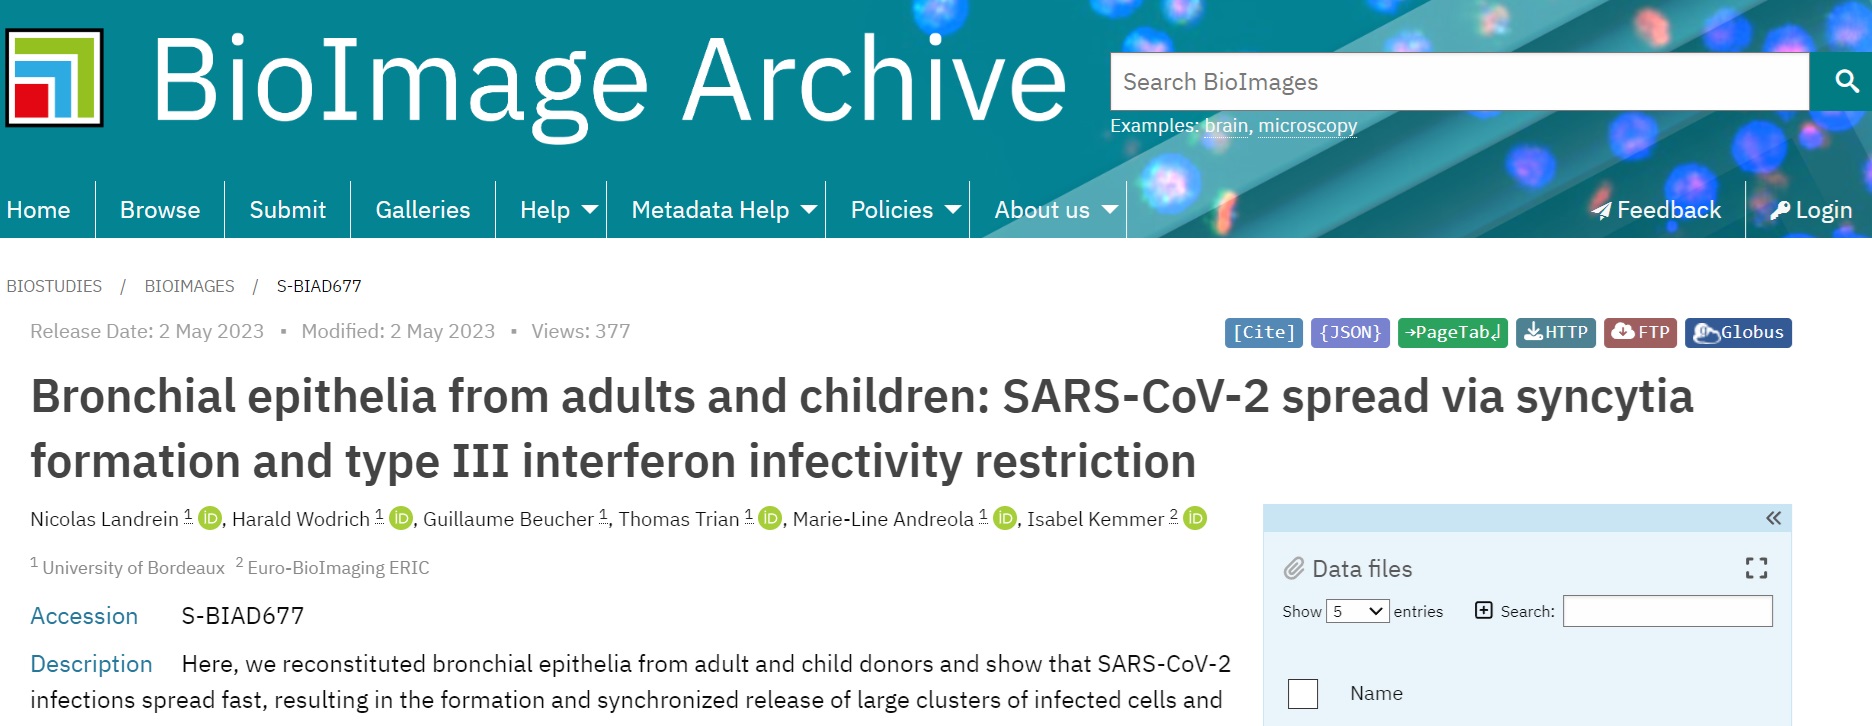 BioImage Archive
Search BioImages
Examples: brain, microscopy
Home Browse Submit Galleries Help Metadata Help Policies About us Feedback Login
BIOSTUDIES / BIOIMAGES / S-BIAD677
Release Date: 2 May 2023 ▪ Modified: 2 May 2023 ▪ Views: 377
[Cite] {JSON} →PageTab↲ HTTP FTP Globus
Bronchial epithelia from adults and children: SARS-CoV-2 spread via syncytia
formation and type III interferon infectivity restriction
Nicolas Landrein 1 iD, Harald Wodrich 1 iD, Guillaume Beucher 1, Thomas Trian 1 iD, Marie-Line Andreola 1 iD, Isabel Kemmer 2 iD
1 University of Bordeaux 2 Euro-BioImaging ERIC
Accession S-BIAD677
Description Here, we reconstituted bronchial epithelia from adult and child donors and show that SARS-CoV-2
infections spread fast, resulting in the formation and synchronized release of large clusters of infected cells and
Data files
Show 5 entries Search:
Name